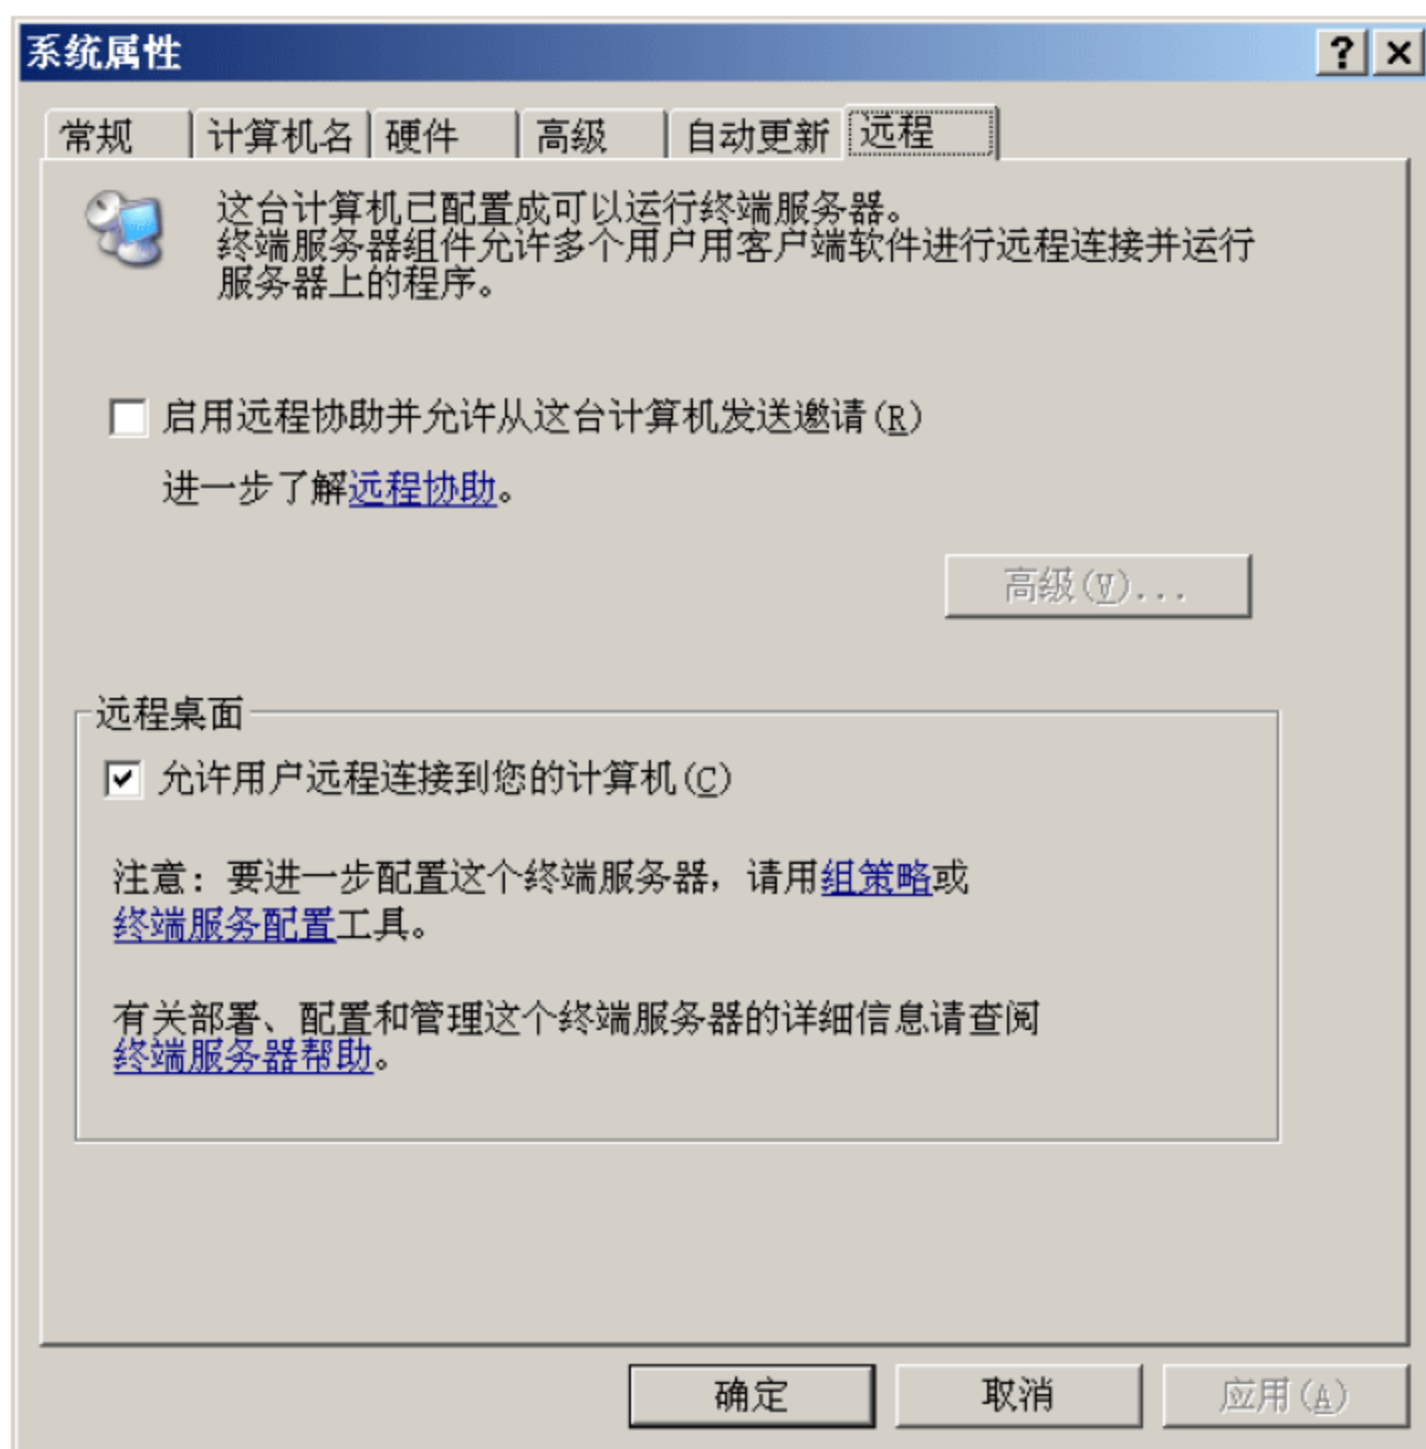 系统属性
常规 计算机名 硬件 高级 自动更新 远程
这台计算机已配置成可以运行终端服务器。
终端服务器组件允许多个用户用客户端软件进行远程连接并运行
服务器上的程序。
启用远程协助并允许从这台计算机发送邀请(R)
进一步了解远程协助。
高级(V)...
远程桌面
允许用户远程连接到您的计算机(C)
注意: 要进一步配置这个终端服务器，请用组策略或
终端服务配置工具。
有关部署、配置和管理这个终端服务器的详细信息请查阅
终端服务器帮助。
确定 取消 应用(A)